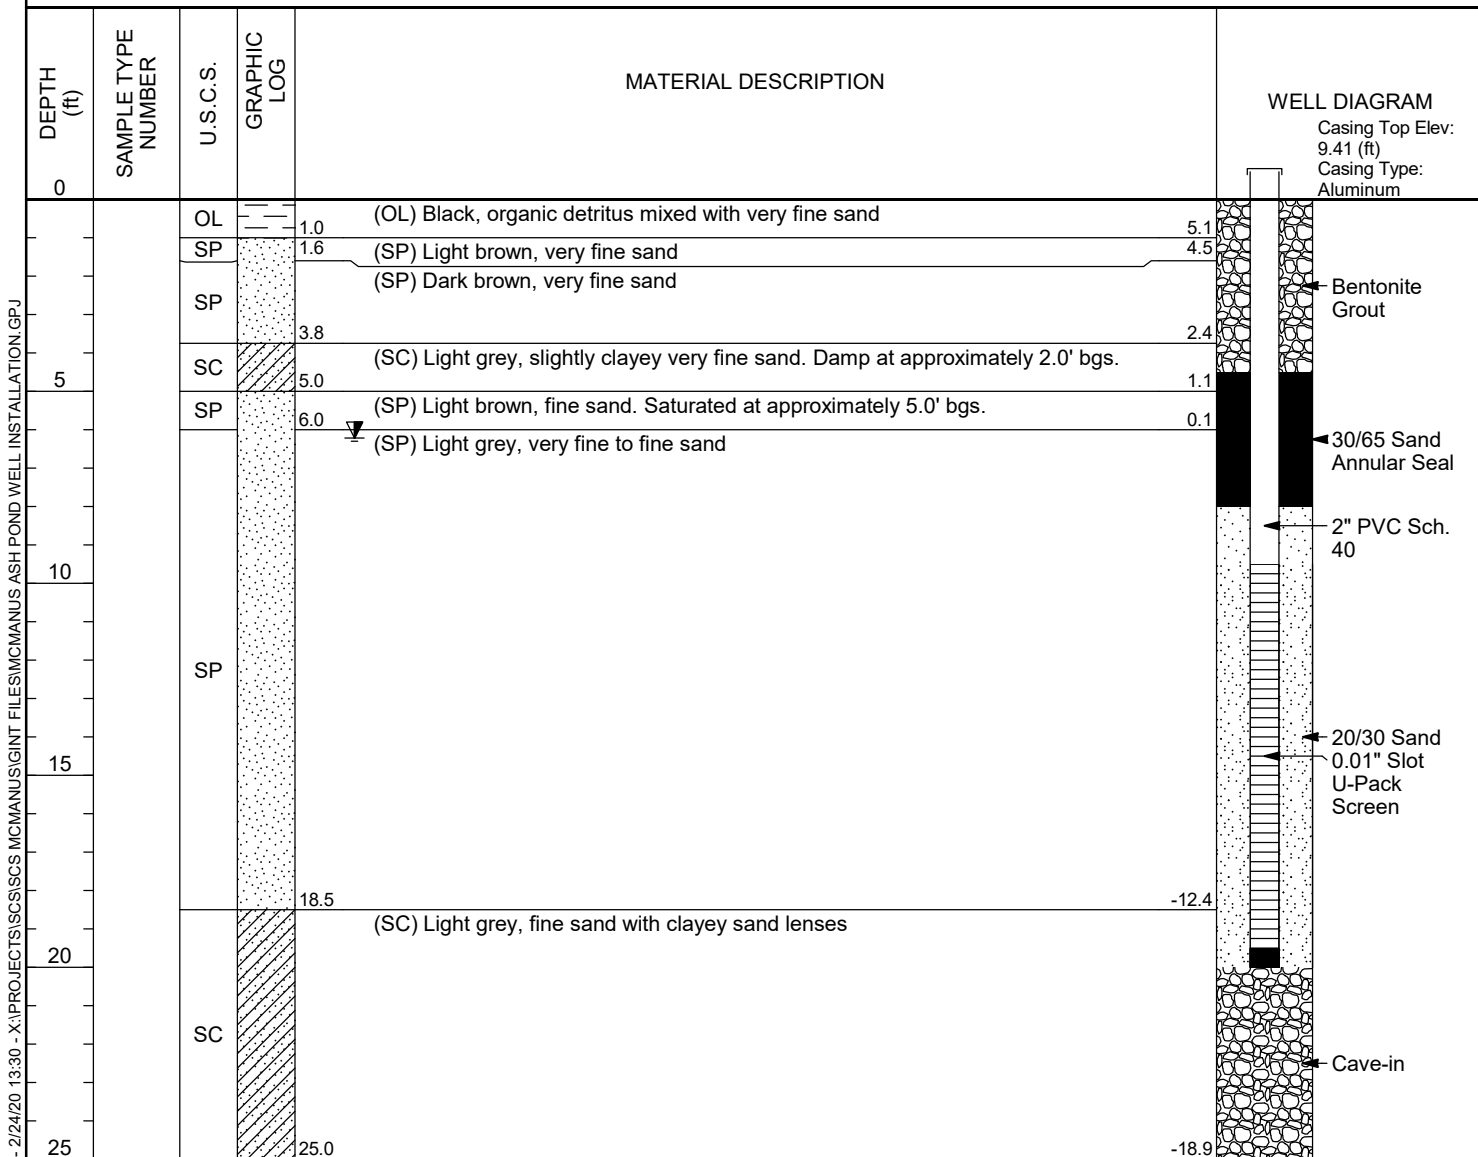 DEPTH
(ft)
SAMPLE TYPE
NUMBER
U.S.C.S.
GRAPHIC
LOG
MATERIAL DESCRIPTION
WELL DIAGRAM
Casing Top Elev:
9.41 (ft)
Casing Type:
Aluminum
0
OL
1.0
(OL) Black, organic detritus mixed with very fine sand
5.1
SP
1.6
(SP) Light brown, very fine sand
4.5
(SP) Dark brown, very fine sand
SP
3.8
2.4
Bentonite
Grout
SC
(SC) Light grey, slightly clayey very fine sand. Damp at approximately 2.0' bgs.
5
5.0
1.1
SP
(SP) Light brown, fine sand. Saturated at approximately 5.0' bgs.
6.0
0.1
(SP) Light grey, very fine to fine sand
30/65 Sand
Annular Seal
2" PVC Sch.
40
10
SP
15
20/30 Sand
0.01" Slot
U-Pack
Screen
18.5
-12.4
(SC) Light grey, fine sand with clayey sand lenses
20
SC
Cave-in
25
25.0
-18.9
- 2/24/20 13:30 - X:\PROJECTS\SCS\SCS MCMANUS\GINT FILES\MCMANUS ASH POND WELL INSTALLATION.GPJ